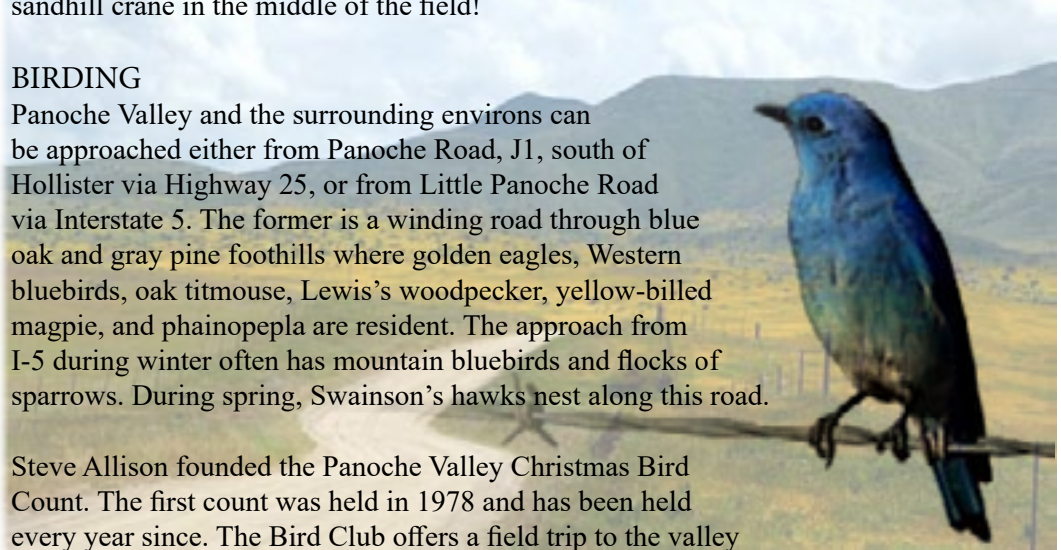 sandhill crane in the middle of the field!
BIRDING
Panoche Valley and the surrounding environs can
be approached either from Panoche Road, J1, south of
Hollister via Highway 25, or from Little Panoche Road
via Interstate 5. The former is a winding road through blue
oak and gray pine foothills where golden eagles, Western
bluebirds, oak titmouse, Lewis’s woodpecker, yellow-billed
magpie, and phainopepla are resident. The approach from
I-5 during winter often has mountain bluebirds and flocks of
sparrows. During spring, Swainson’s hawks nest along this road.
Steve Allison founded the Panoche Valley Christmas Bird
Count. The first count was held in 1978 and has been held
every year since. The Bird Club offers a field trip to the valley